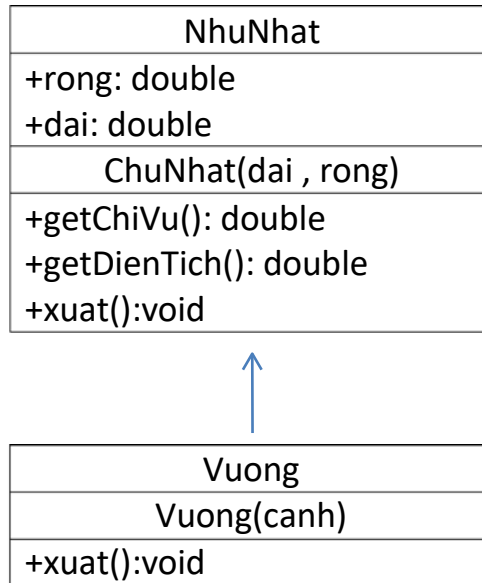 NhuNhat
+rong: double
+dai: double
ChuNhat(dai , rong)
+getChiVu(): double
+getDienTich(): double
+xuat():void
Vuong
Vuong(canh)
+xuat():void